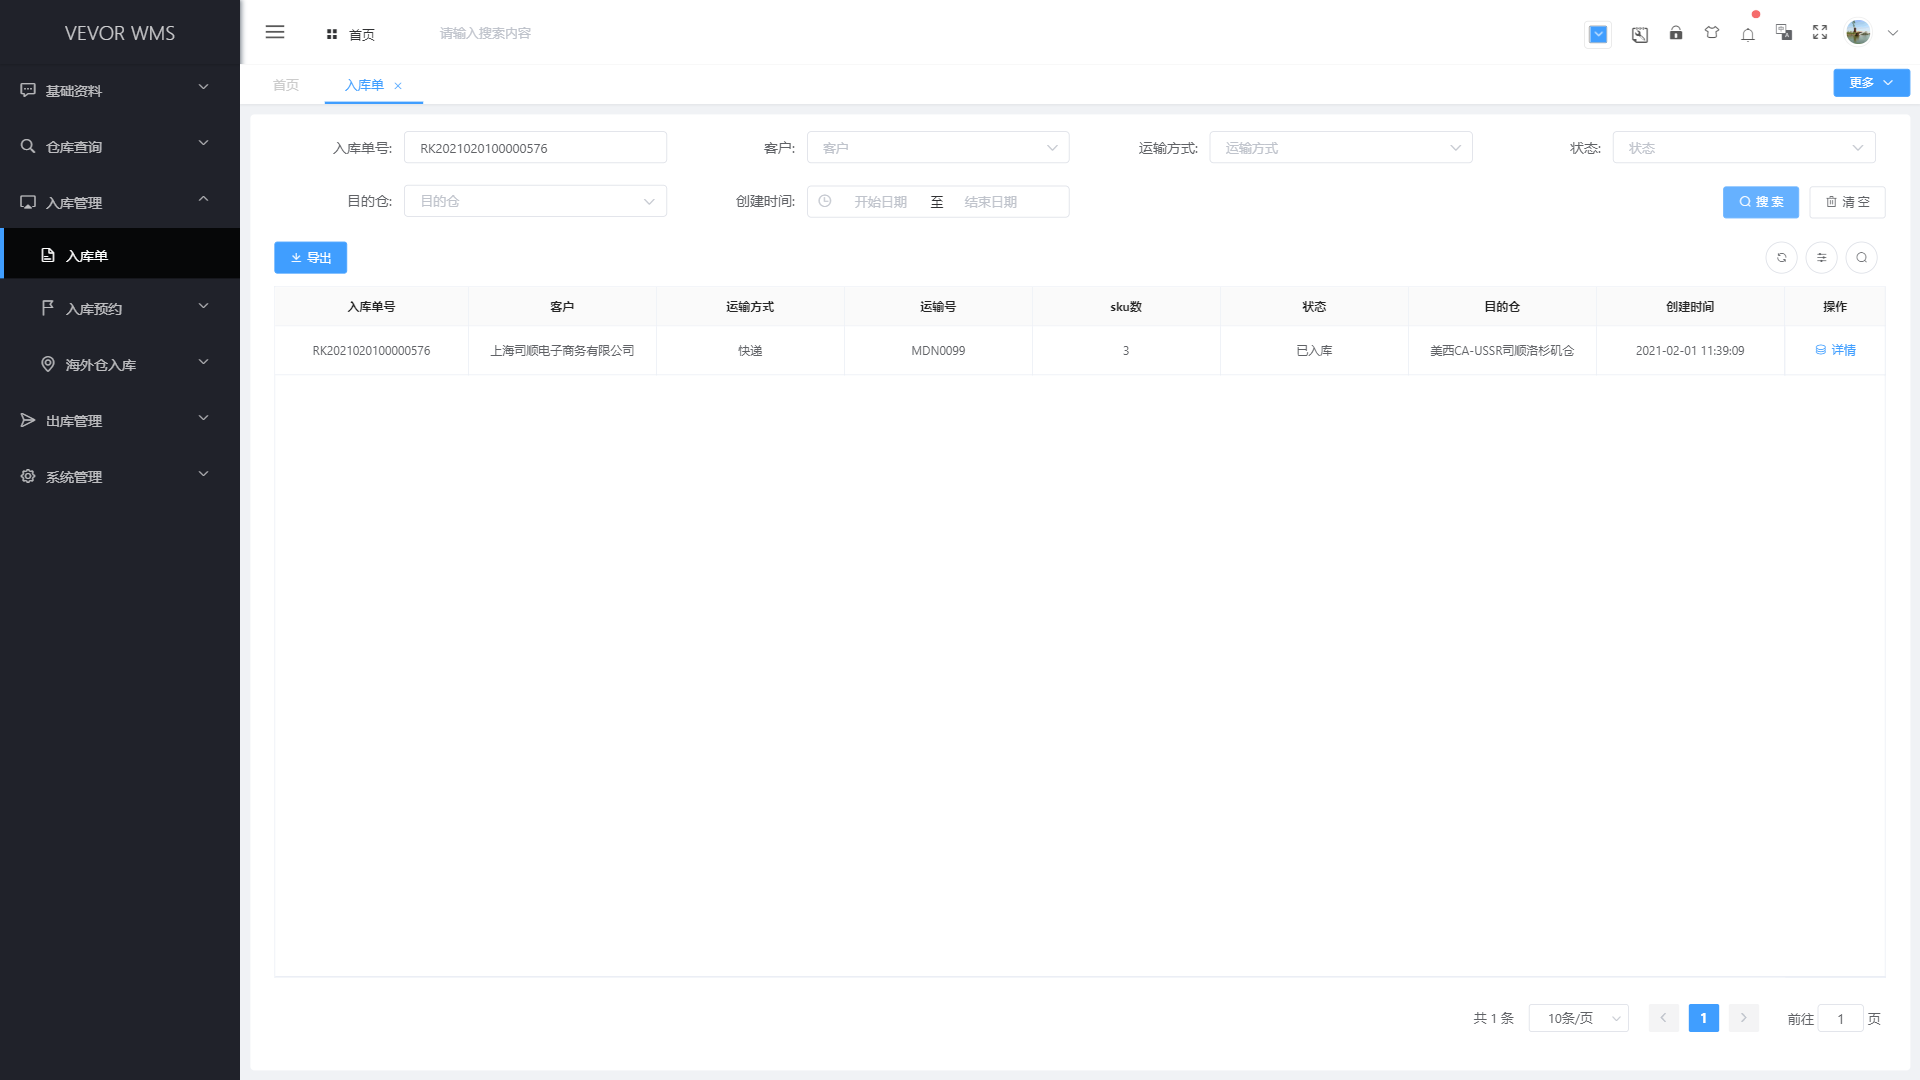 VEVOR WMS
基础资料
仓库查询
入库管理
入库单
入库预约
海外仓入库
出库管理
系统管理
首页 请输入搜索内容
首页 入库单 更多
入库单号: RK2021020100000576 客户: 客户 运输方式: 运输方式 状态: 状态
目的仓: 目的仓 创建时间: 开始日期 至 结束日期 搜索 清空
导出
入库单号 客户 运输方式 运输号 sku数 状态 目的仓 创建时间 操作
RK2021020100000576 上海司顺电子商务有限公司 快递 MDN0099 3 已入库 美西CA-USSR司顺洛杉矶仓 2021-02-01 11:39:09 详情
共 1 条 10条/页 1 前往 1 页